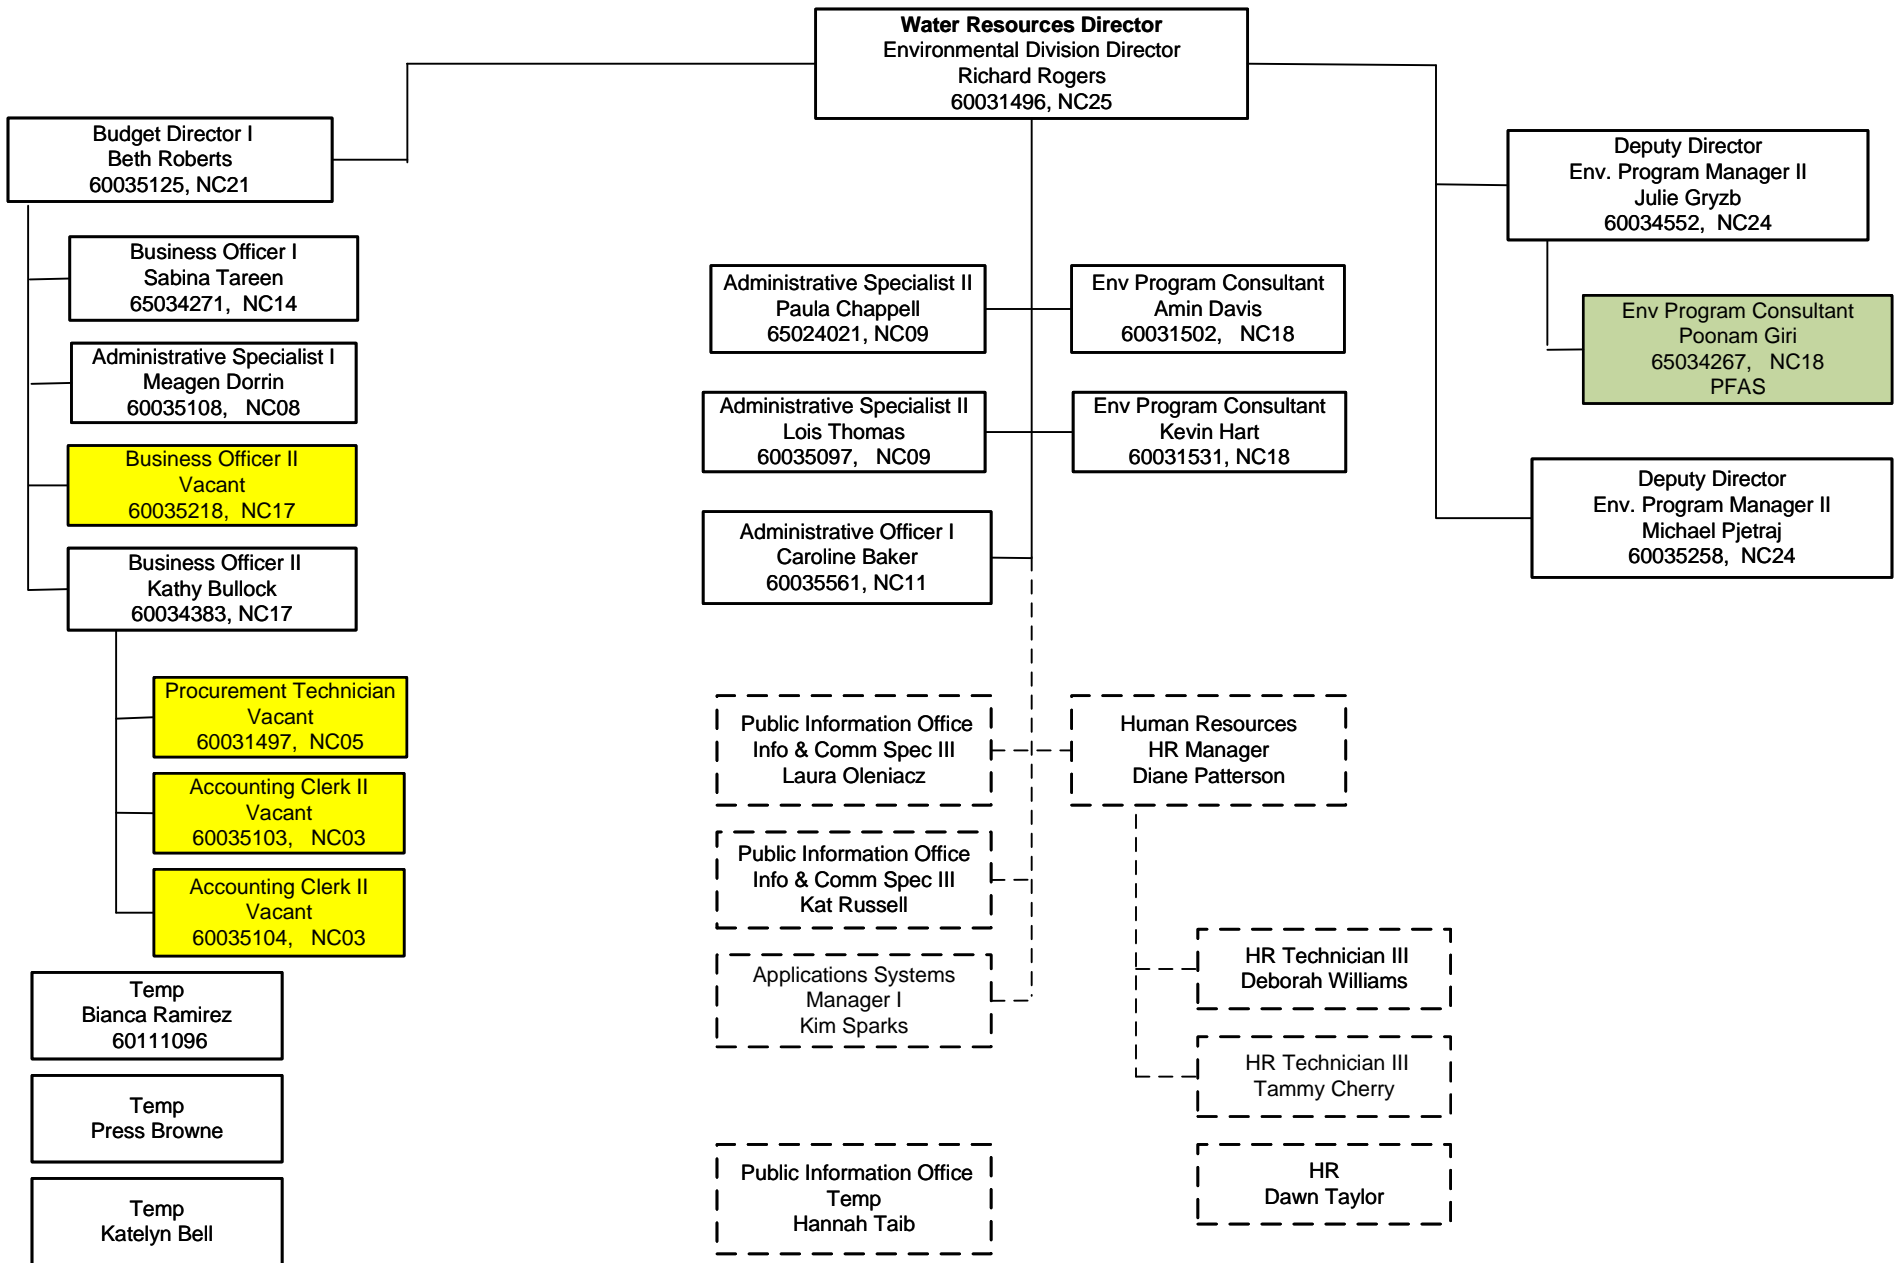 Water Resources Director
Environmental Division Director
Richard Rogers
60031496, NC25
Budget Director I
Beth Roberts
60035125, NC21
Business Officer I
Sabina Tareen
65034271, NC14
Administrative Specialist I
Meagen Dorrin
60035108, NC08
Business Officer II
Vacant
60035218, NC17
Business Officer II
Kathy Bullock
60034383, NC17
Procurement Technician
Vacant
60031497, NC05
Accounting Clerk II
Vacant
60035103, NC03
Accounting Clerk II
Vacant
60035104, NC03
Temp
Bianca Ramirez
60111096
Temp
Press Browne
Temp
Katelyn Bell
Administrative Specialist II
Paula Chappell
65024021, NC09
Env Program Consultant
Amin Davis
60031502, NC18
Administrative Specialist II
Lois Thomas
60035097, NC09
Env Program Consultant
Kevin Hart
60031531, NC18
Administrative Officer I
Caroline Baker
60035561, NC11
Public Information Office
Info & Comm Spec III
Laura Oleniacz
Human Resources
HR Manager
Diane Patterson
Public Information Office
Info & Comm Spec III
Kat Russell
Applications Systems
Manager I
Kim Sparks
HR Technician III
Deborah Williams
HR Technician III
Tammy Cherry
Public Information Office
Temp
Hannah Taib
HR
Dawn Taylor
Deputy Director
Env. Program Manager II
Julie Gryzb
60034552, NC24
Env Program Consultant
Poonam Giri
65034267, NC18
PFAS
Deputy Director
Env. Program Manager II
Michael Pjetraj
60035258, NC24